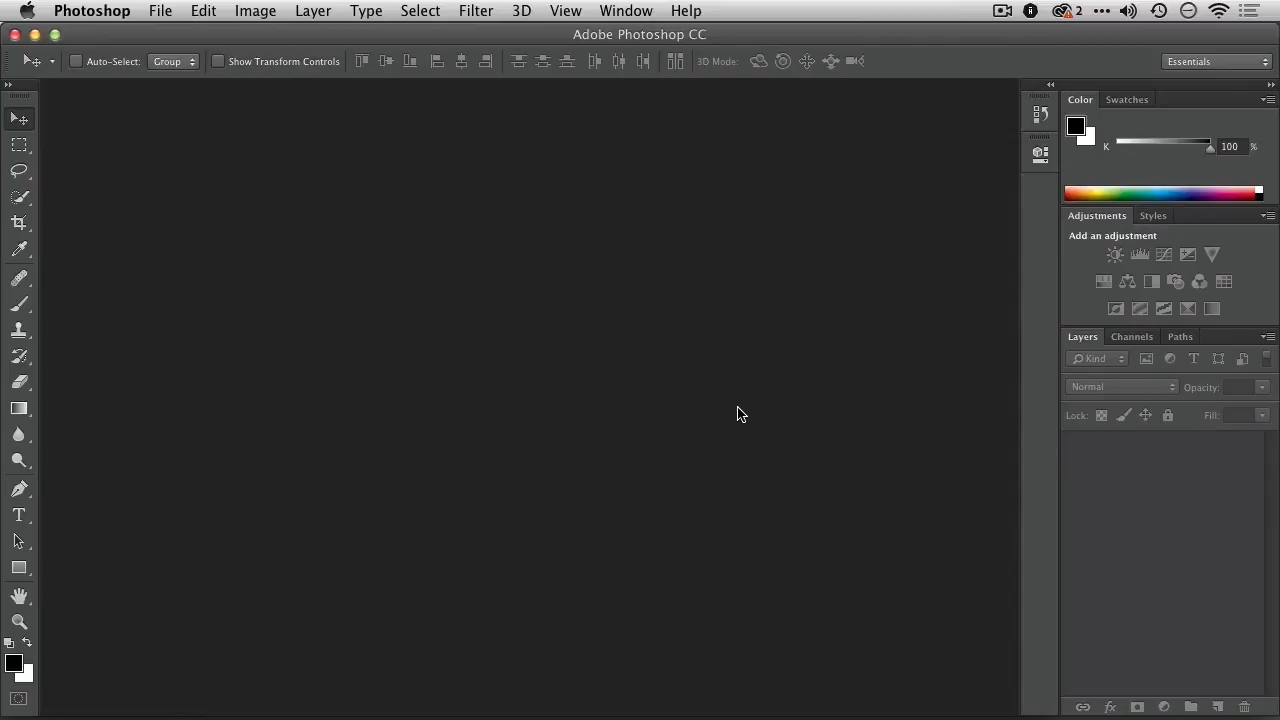 Photoshop File Edit Image Layer Type Select Filter 3D View Window Help 2
Adobe Photoshop CC
Auto-Select: Group Show Transform Controls 3D Mode: Essentials
Color Swatches
K 100 %
Adjustments Styles
Add an adjustment
Layers Channels Paths
Kind T
Normal Opacity:
Lock: Fill:
T
fx